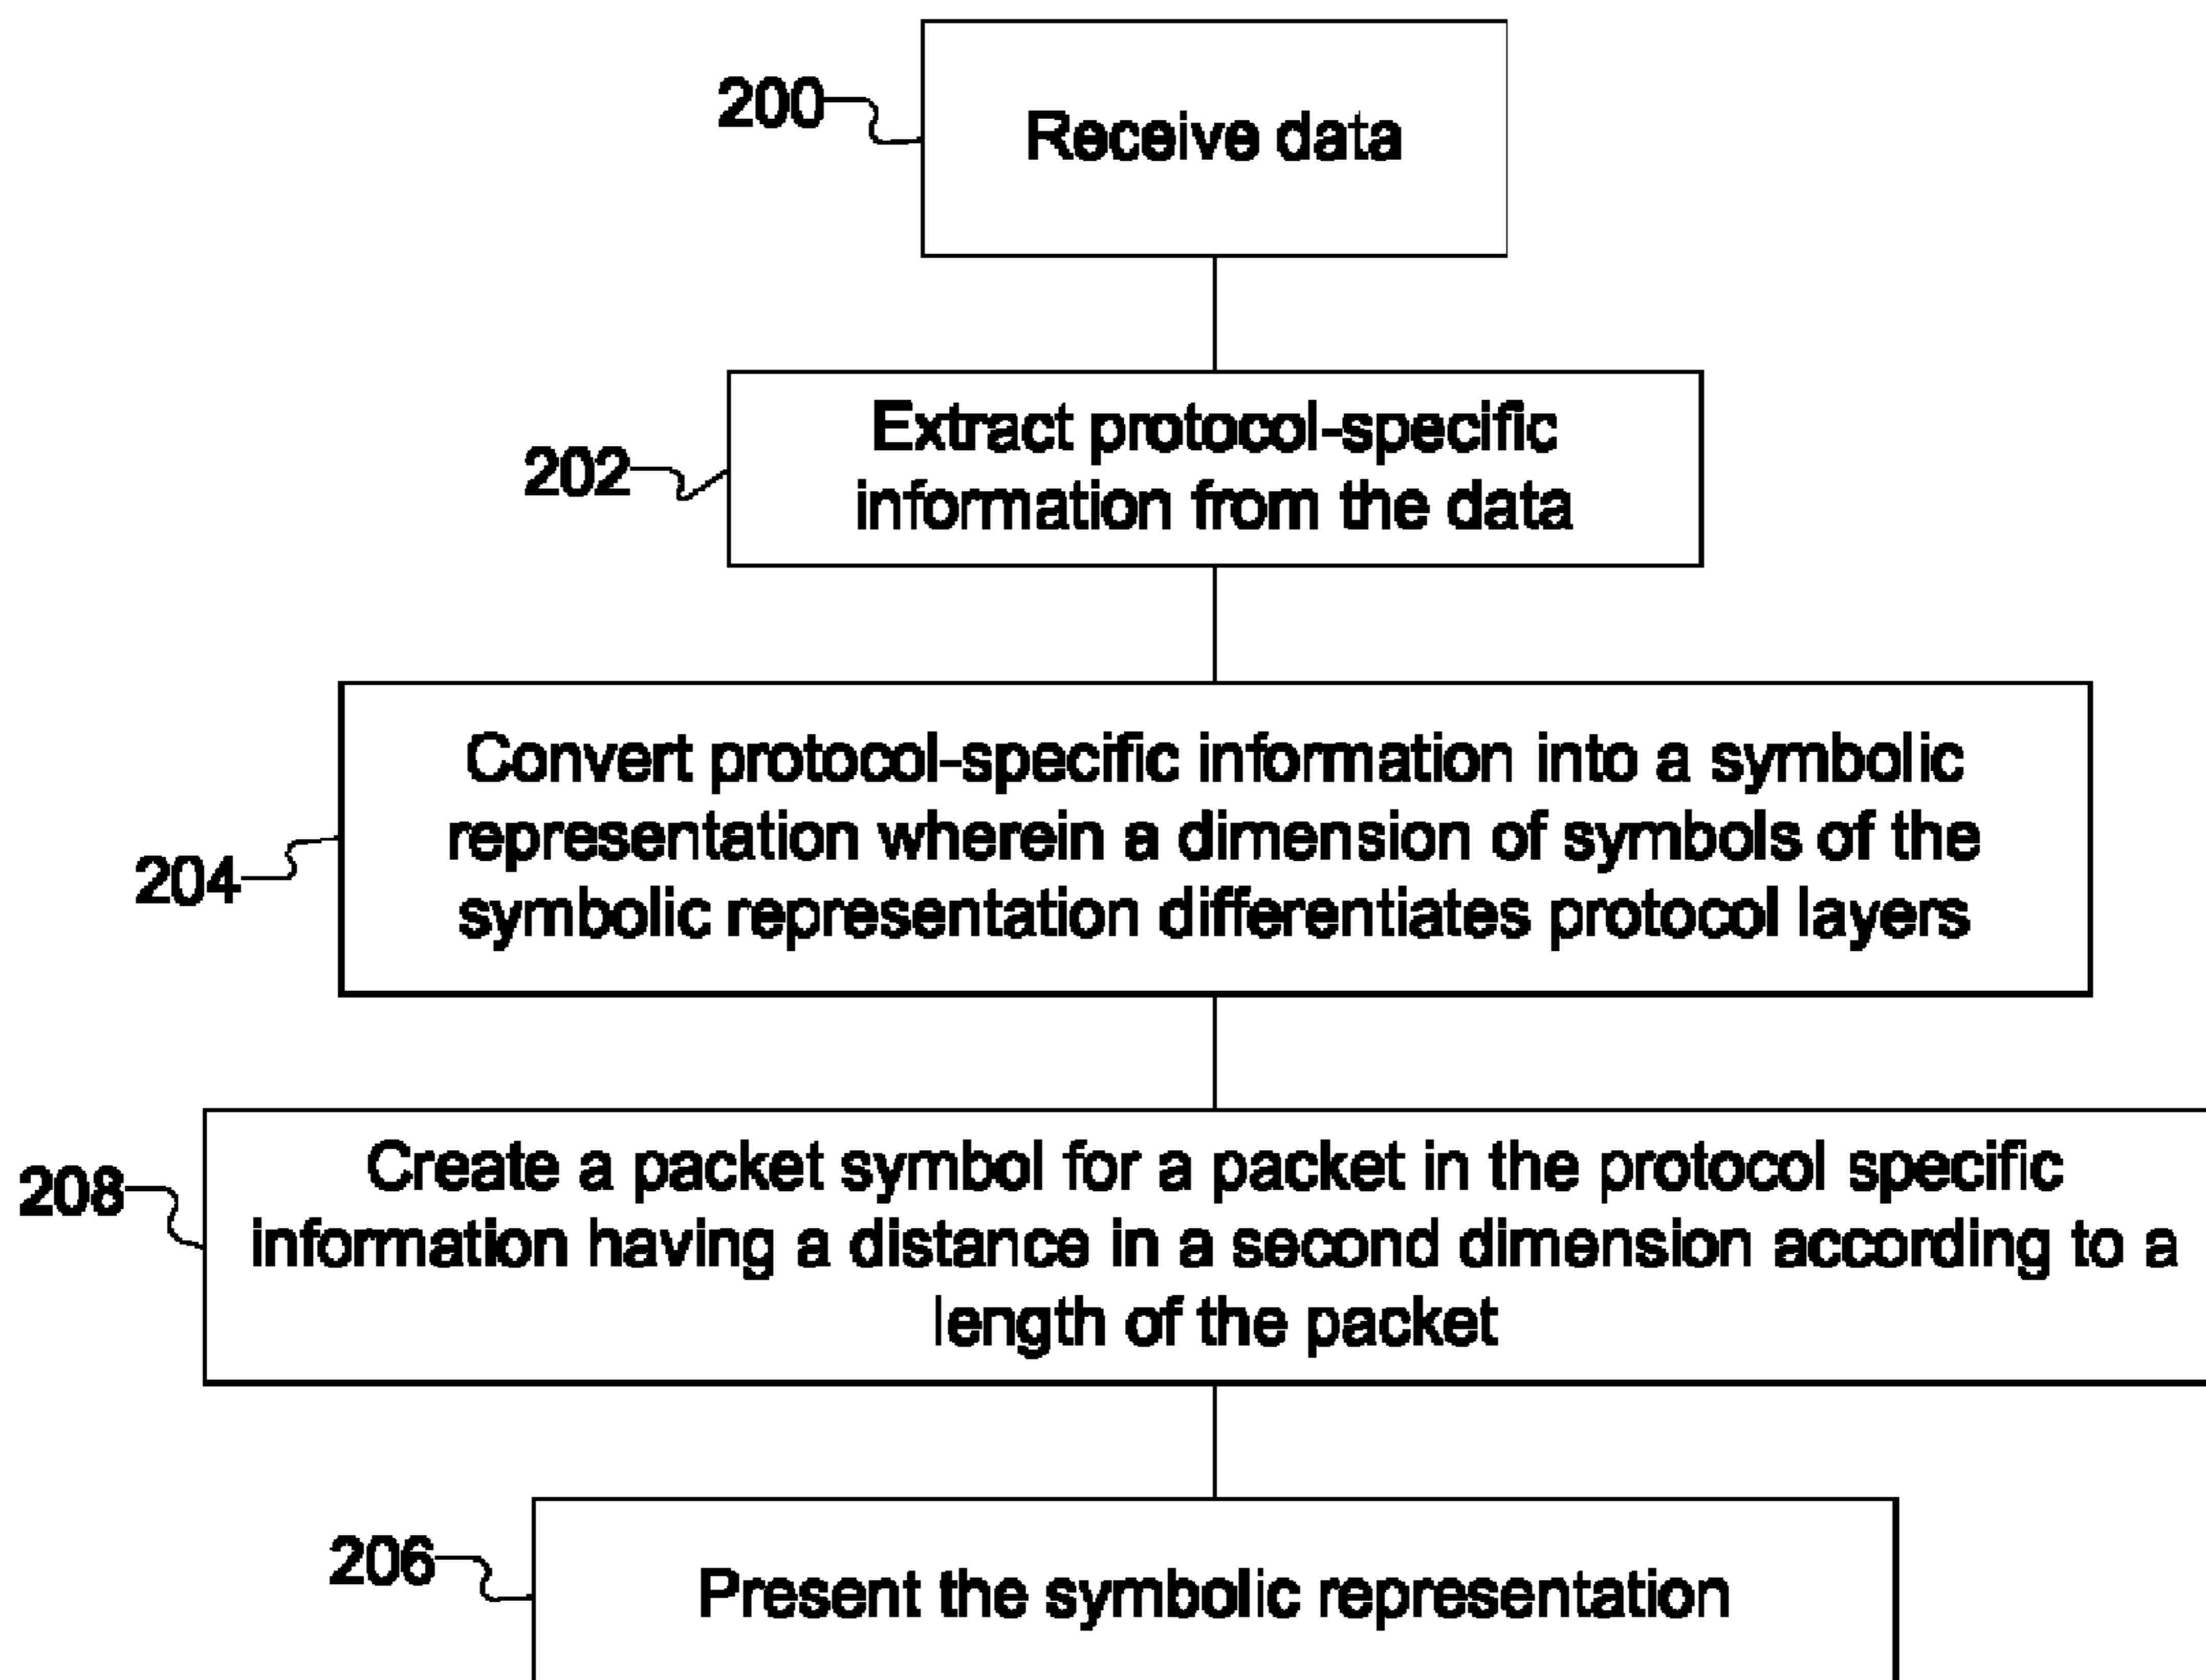 200
Receive data
202
Extract protocol-specific
information from the data
204
Convert protocol-specific information into a symbolic
representation wherein a dimension of symbols of the
symbolic representation differentiates protocol layers
208
Create a packet symbol for a packet in the protocol specific
information having a distance in a second dimension according to a
length of the packet
206
Present the symbolic representation